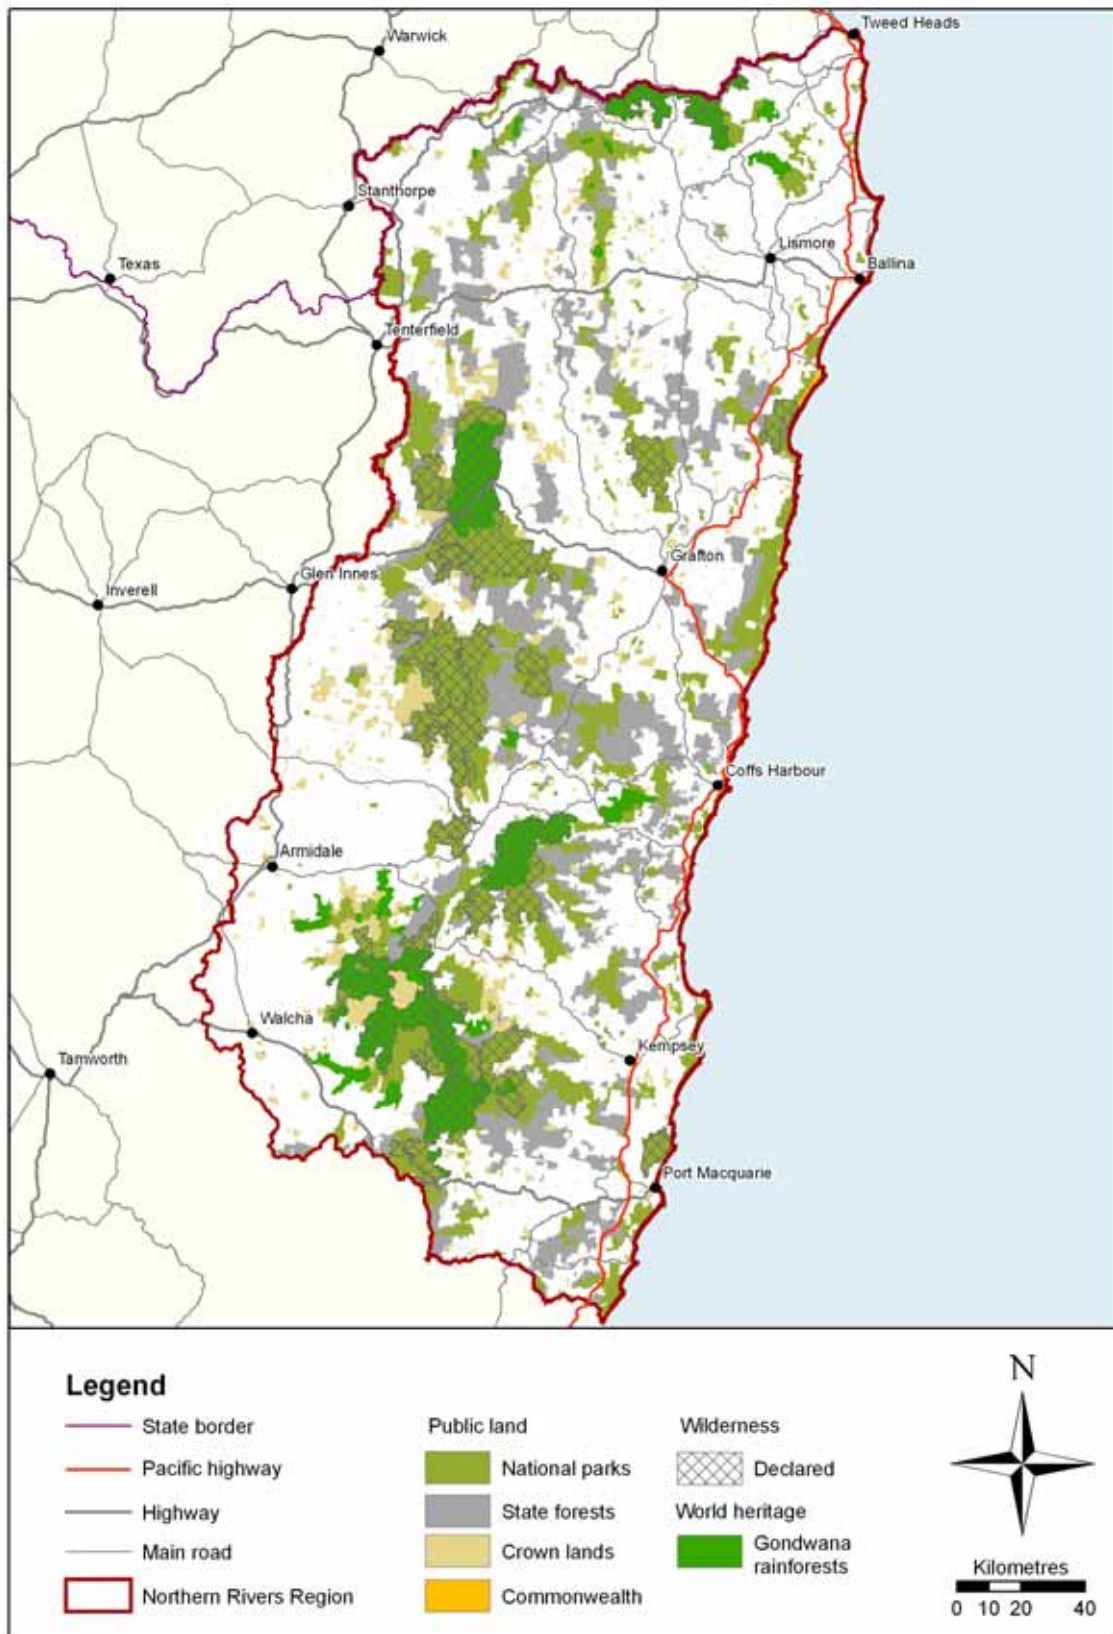 Tweed Heads
Warwick
Stanthorpe
Lismore
Texas
Ballina
Tenterfield
Grafton
Glen Innes
Inverell
Coffs Harbour
Armidale
Walcha
Kempsey
Tamworth
Port Macquarie
Legend
State border
Pacific highway
Highway
Main road
Northern Rivers Region
Public land
National parks
State forests
Crown lands
Commonwealth
Wilderness
Declared
World heritage
Gondwana
rainforests
N
Kilometres
0 10 20 40